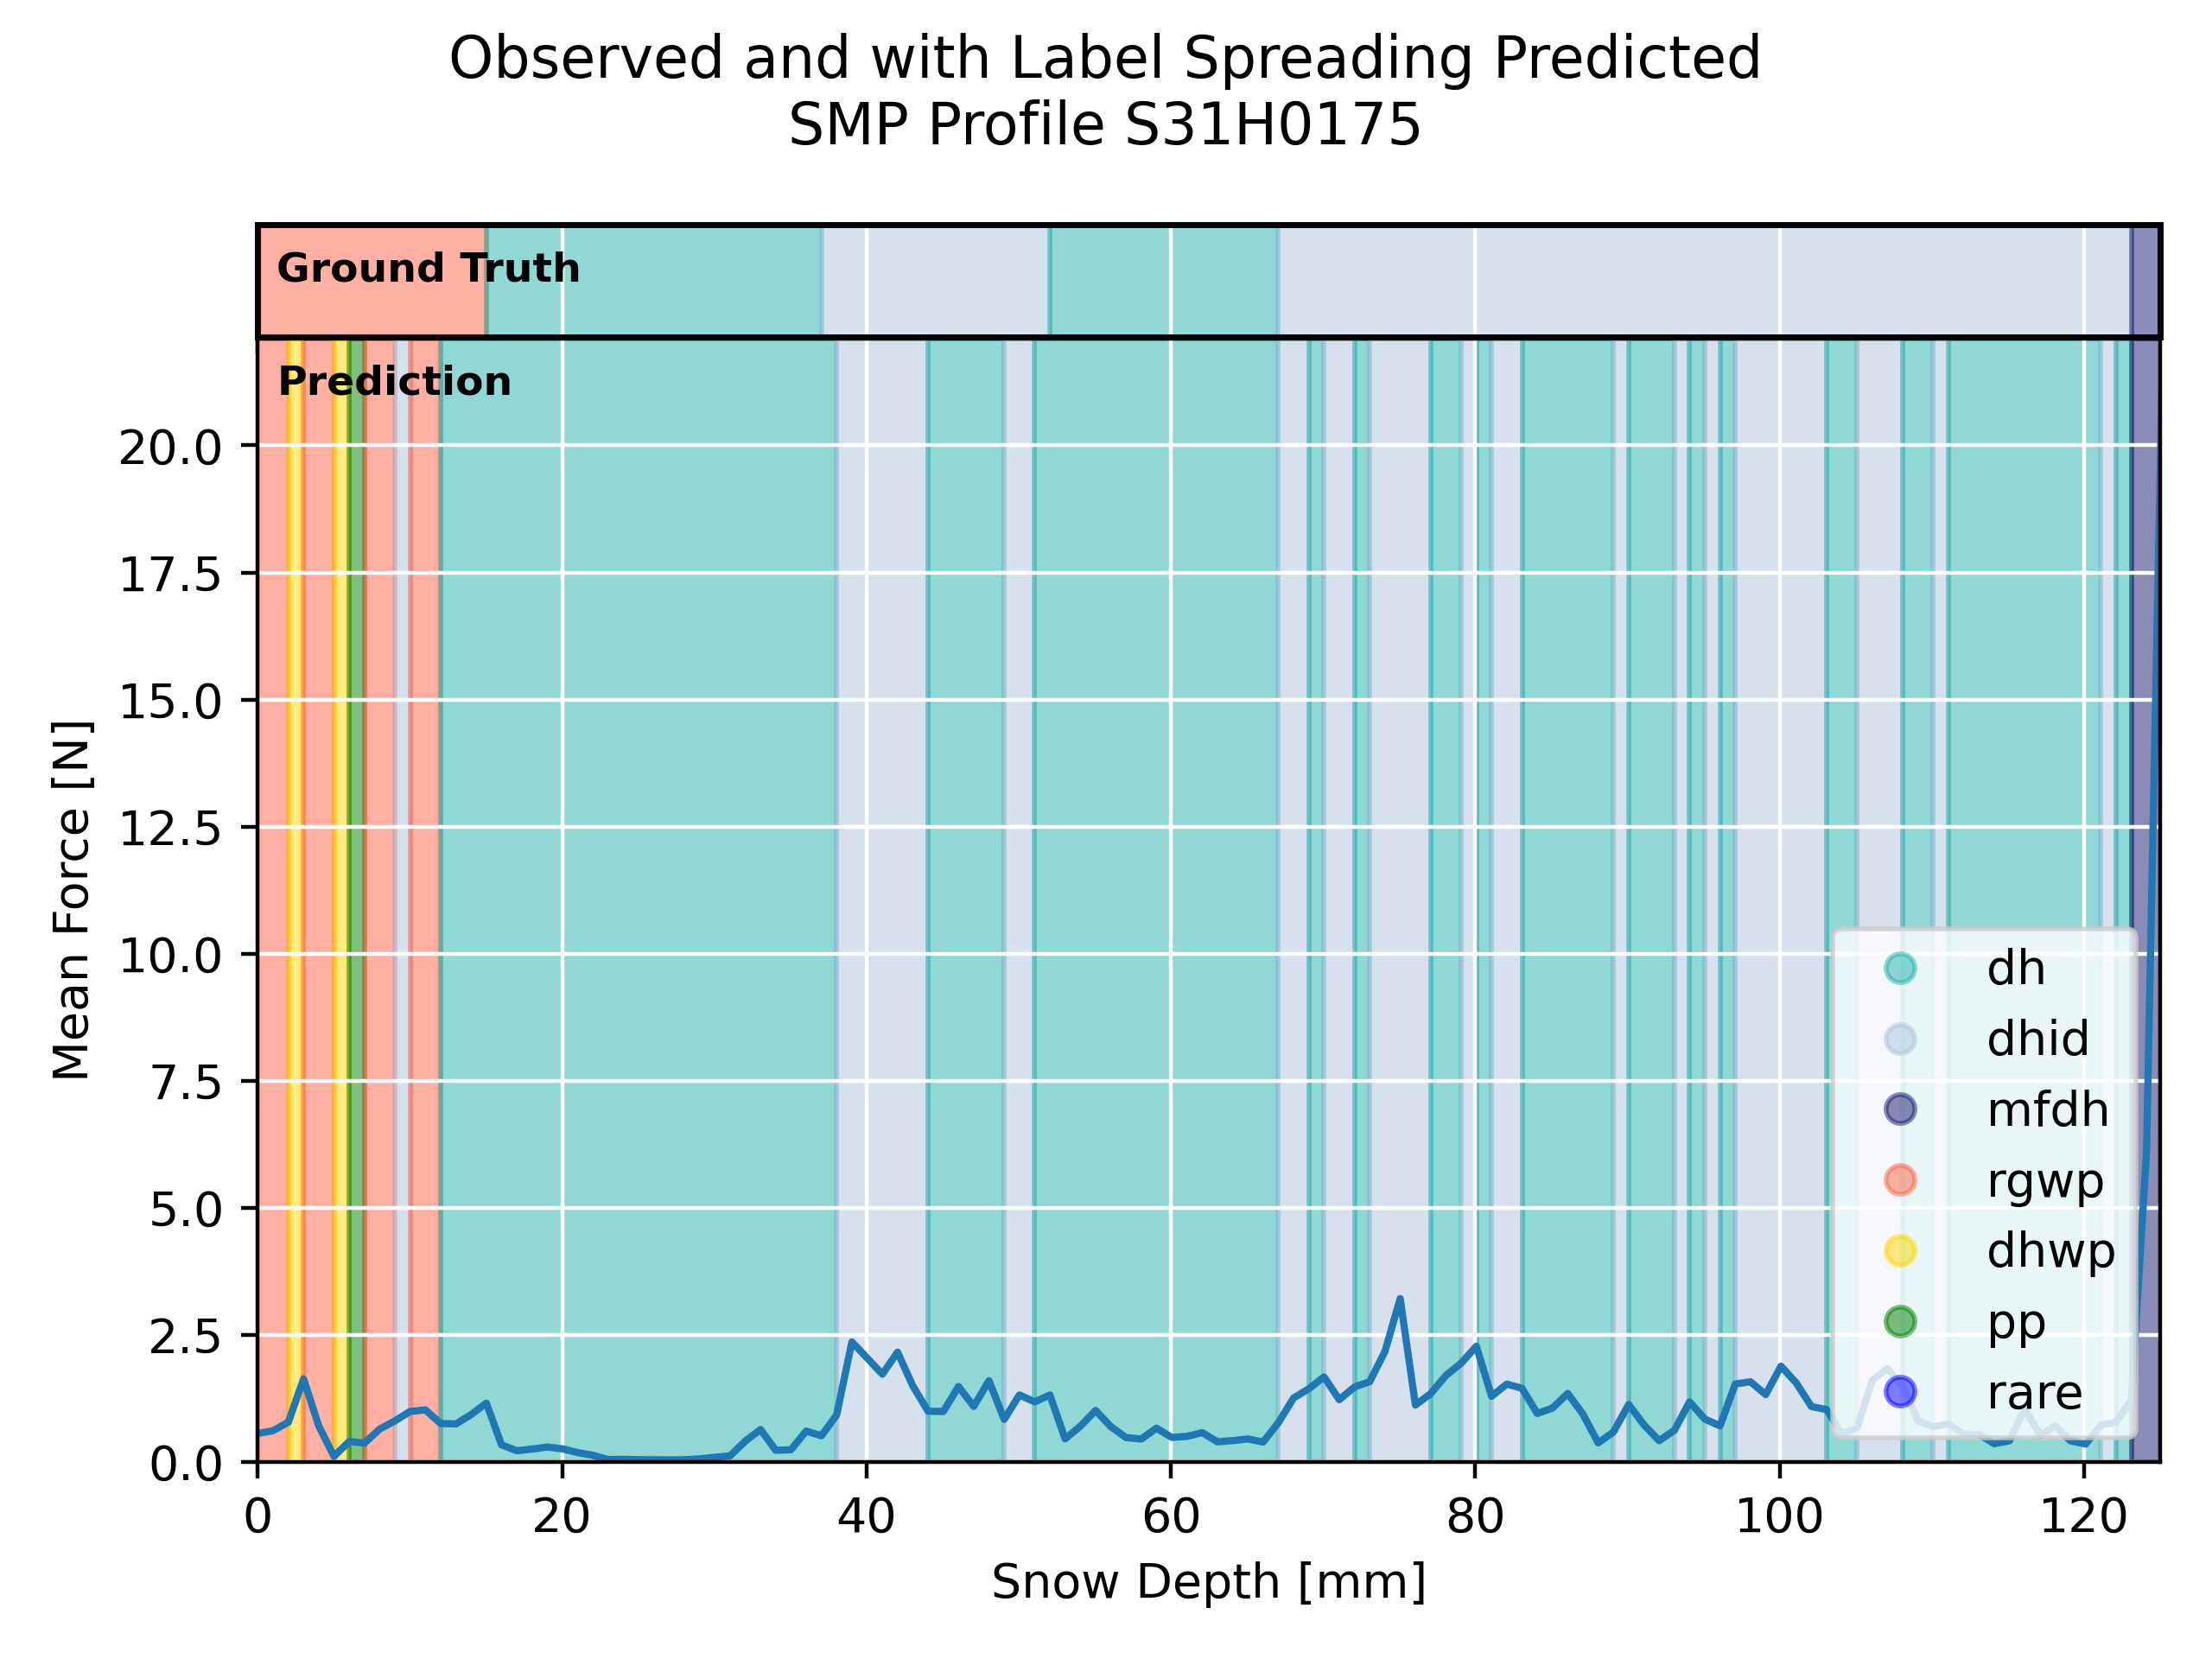 Observed and with Label Spreading Predicted
SMP Profile S31H0175
Ground Truth
Prediction
20.0
17.5
15.0
12.5
10.0
7.5
5.0
2.5
0.0
Mean Force [N]
dh
dhid
mfdh
rgwp
dhwp
pp
rare
0 20 40 60 80 100 120
Snow Depth [mm]